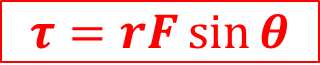 τ = rF sin θ